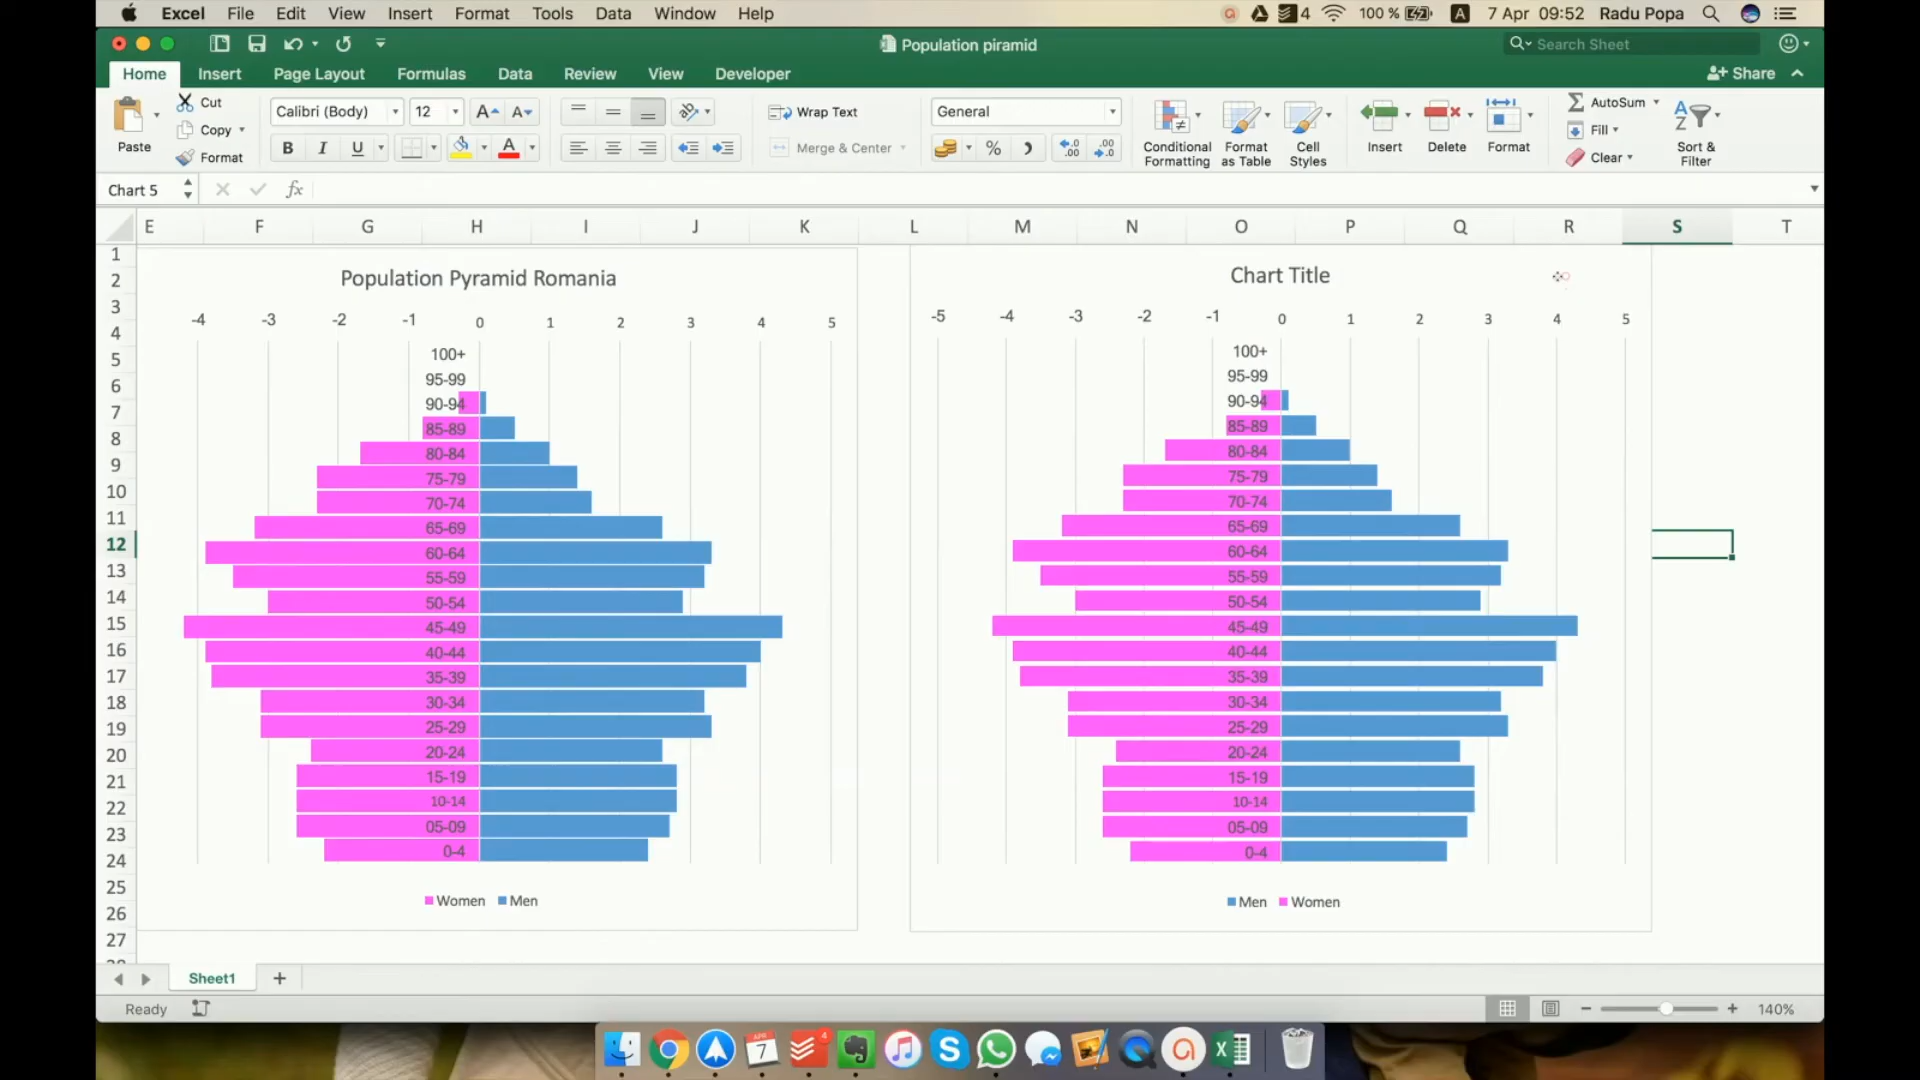 Excel File Edit View Insert Format Tools Data Window Help 4 100 % A 7 Apr 09:52 Radu Popa
Population piramid
Search Sheet
Home Insert Page Layout Formulas Data Review View Developer Share
Paste Cut Copy Format
Calibri (Body) 12 A A
B I U A
Wrap Text
Merge & Center
General
%
Conditional Formatting
Format as Table
Cell Styles
Insert Delete Format
AutoSum
Fill
Clear
Sort & Filter
Chart 5 fx
E F G H I J K L M N O P Q R S T
1
2
3
4
5
6
7
8
9
10
11
12
13
14
15
16
17
18
19
20
21
22
23
24
25
26
27
Population Pyramid Romania
-4 -3 -2 -1 0 1 2 3 4 5
100+
95-99
90-94
85-89
80-84
75-79
70-74
65-69
60-64
55-59
50-54
45-49
40-44
35-39
30-34
25-29
20-24
15-19
10-14
05-09
0-4
Women Men
Chart Title
-5 -4 -3 -2 -1 0 1 2 3 4 5
100+
95-99
90-94
85-89
80-84
75-79
70-74
65-69
60-64
55-59
50-54
45-49
40-44
35-39
30-34
25-29
20-24
15-19
10-14
05-09
0-4
Men Women
Sheet1 +
Ready 140%
APR
7
4